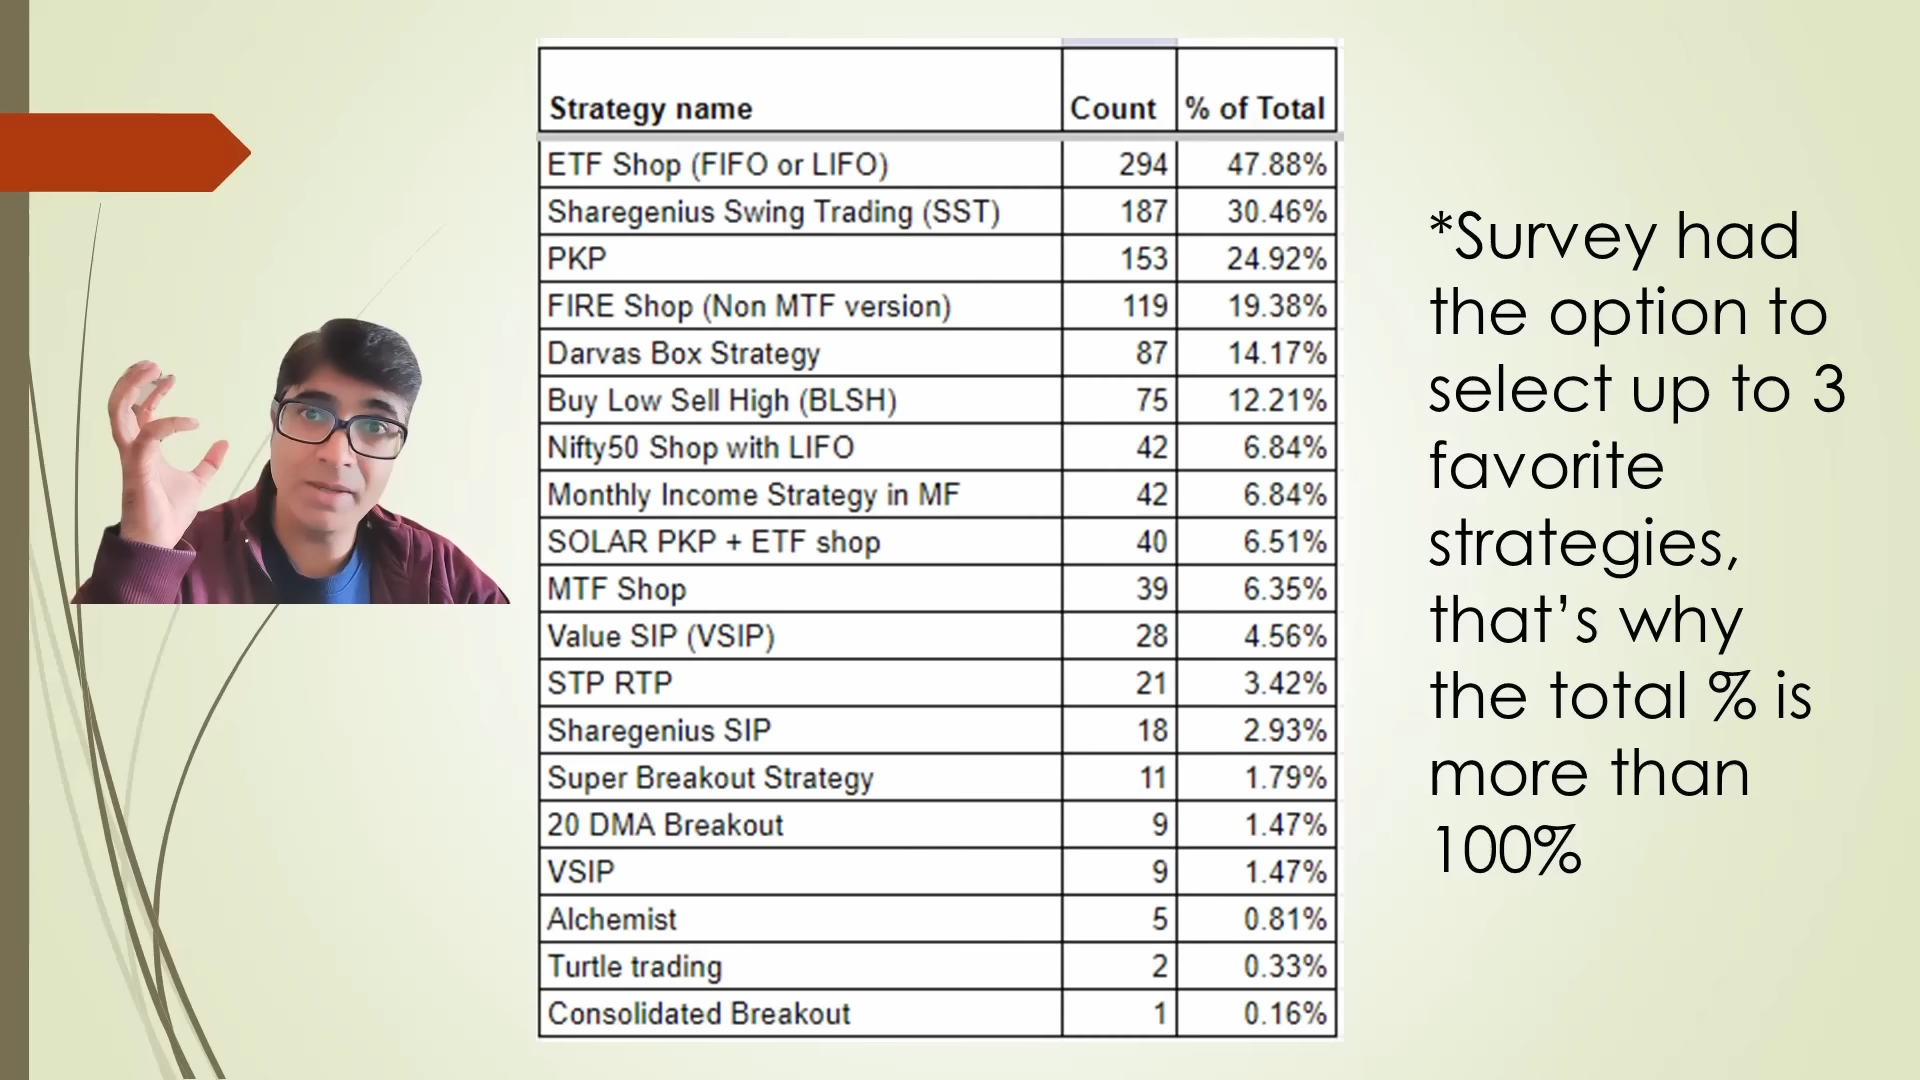 Strategy name Count % of Total
ETF Shop (FIFO or LIFO) 294 47.88%
Sharegenius Swing Trading (SST) 187 30.46%
PKP 153 24.92%
FIRE Shop (Non MTF version) 119 19.38%
Darvas Box Strategy 87 14.17%
Buy Low Sell High (BLSH) 75 12.21%
Nifty50 Shop with LIFO 42 6.84%
Monthly Income Strategy in MF 42 6.84%
SOLAR PKP + ETF shop 40 6.51%
MTF Shop 39 6.35%
Value SIP (VSIP) 28 4.56%
STP RTP 21 3.42%
Sharegenius SIP 18 2.93%
Super Breakout Strategy 11 1.79%
20 DMA Breakout 9 1.47%
VSIP 9 1.47%
Alchemist 5 0.81%
Turtle trading 2 0.33%
Consolidated Breakout 1 0.16%
*Survey had
the option to
select up to 3
favorite
strategies,
that’s why
the total % is
more than
100%